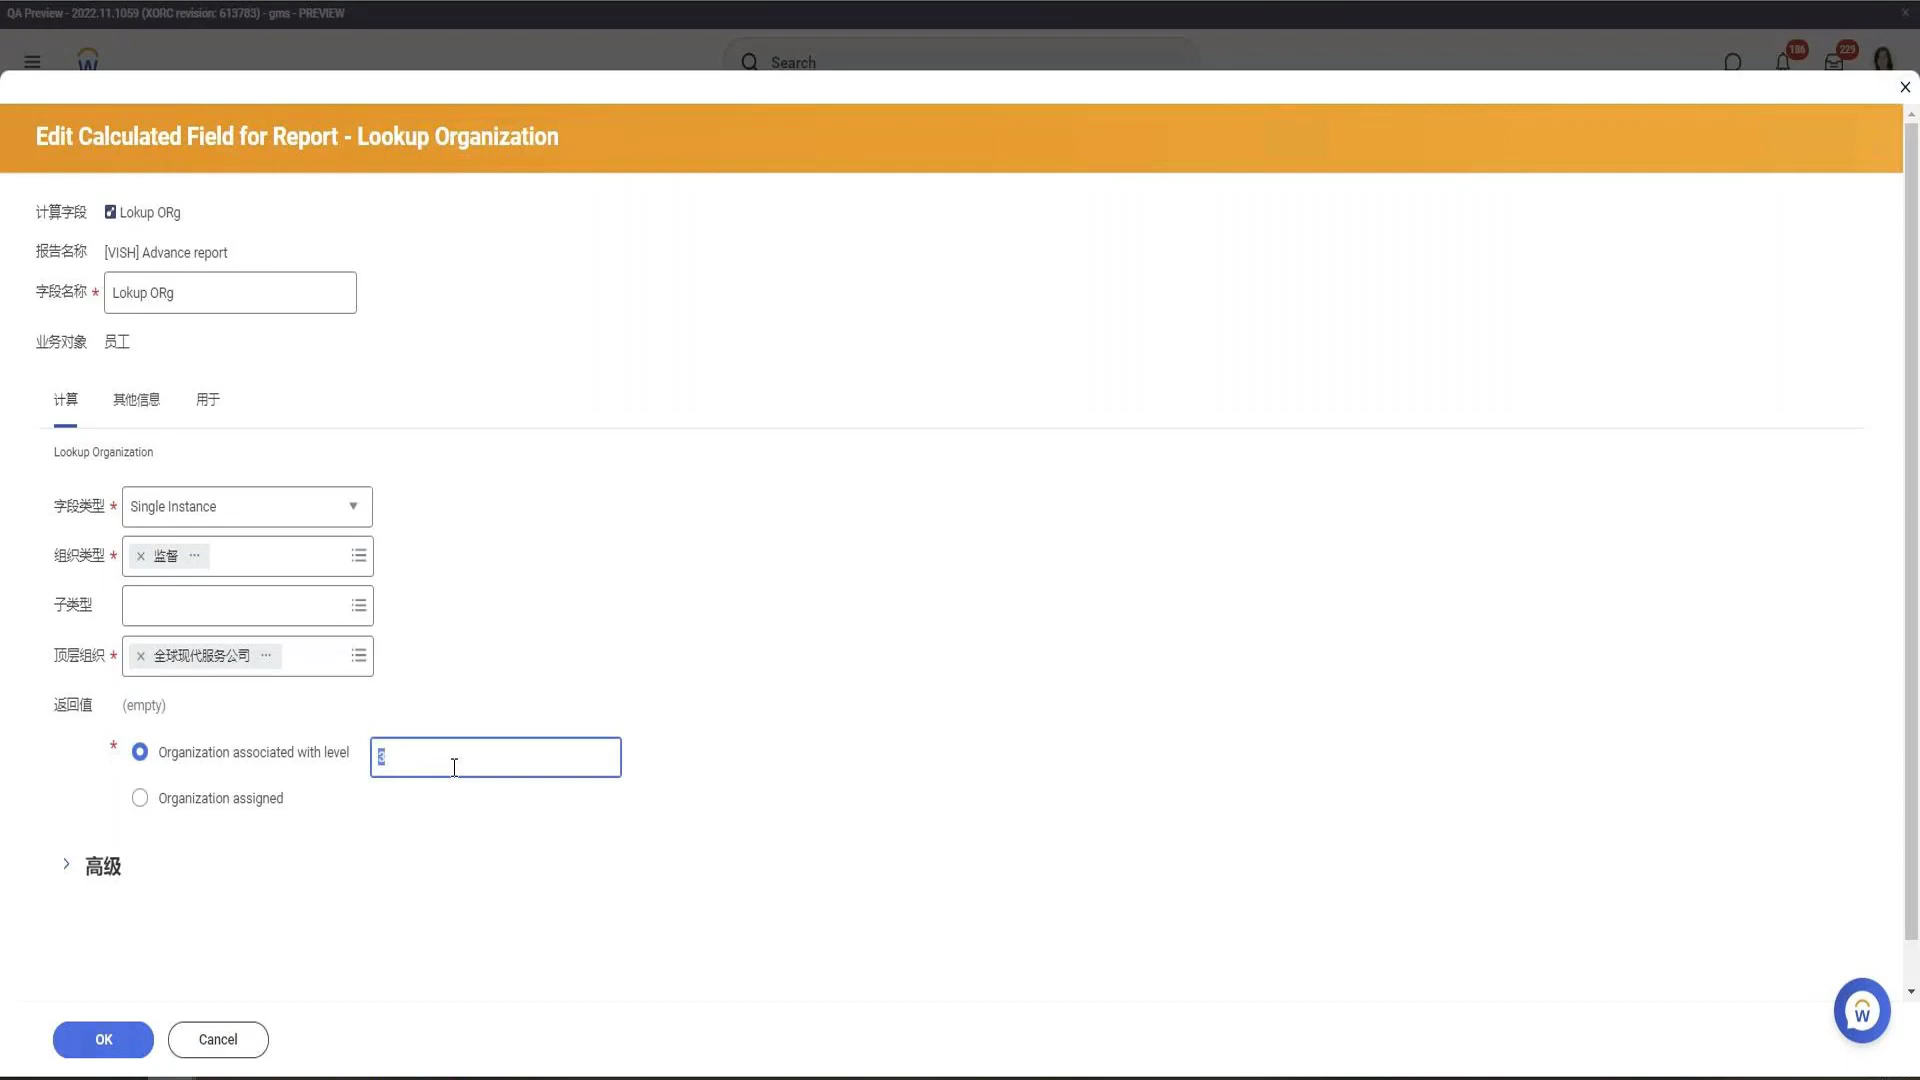 QA Preview - 2022.11.1059 (XORC revision: 613783) - gms - PREVIEW
Search
186
229
Edit Calculated Field for Report - Lookup Organization
计算字段 Lokup ORg
报告名称 [VISH] Advance report
字段名称 * Lokup ORg
业务对象 员工
计算 其他信息 用于
Lookup Organization
字段类型 * Single Instance
组织类型 * × 监督 ···
子类型
顶层组织 * × 全球现代服务公司 ···
返回值 (empty)
* Organization associated with level 3
Organization assigned
高级
OK Cancel